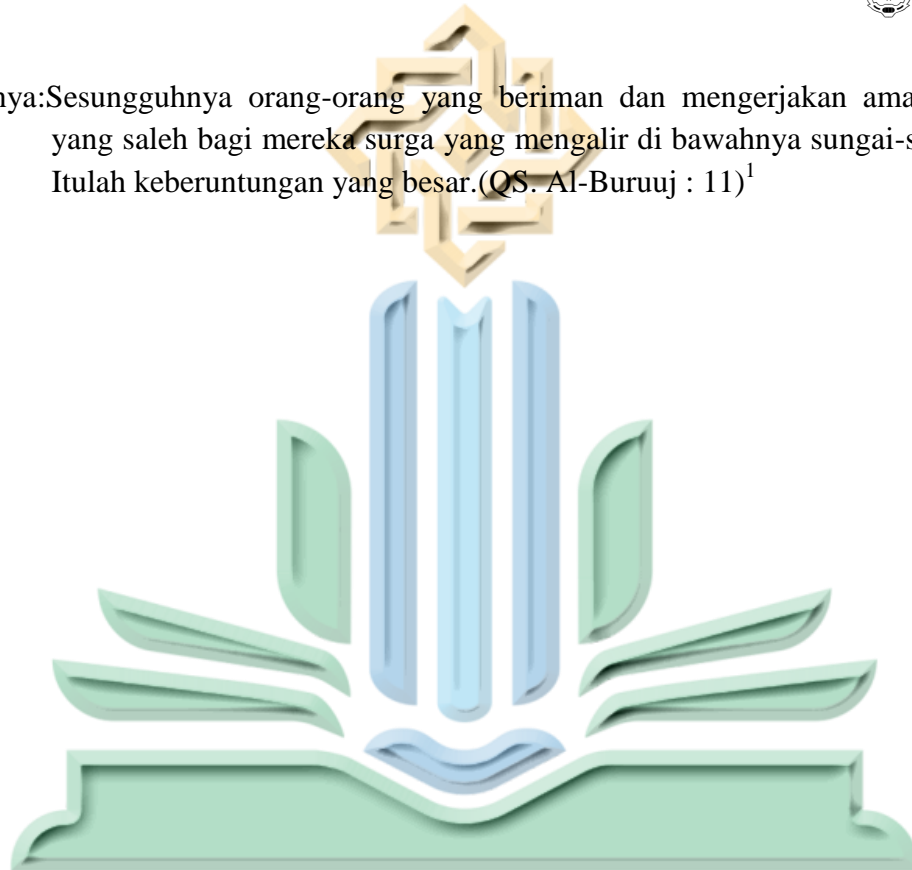 nya:Sesungguhnya orang-orang yang beriman dan mengerjakan ama
yang saleh bagi mereka surga yang mengalir di bawahnya sungai-s
Itulah keberuntungan yang besar.(QS. Al-Buruuj : 11)1